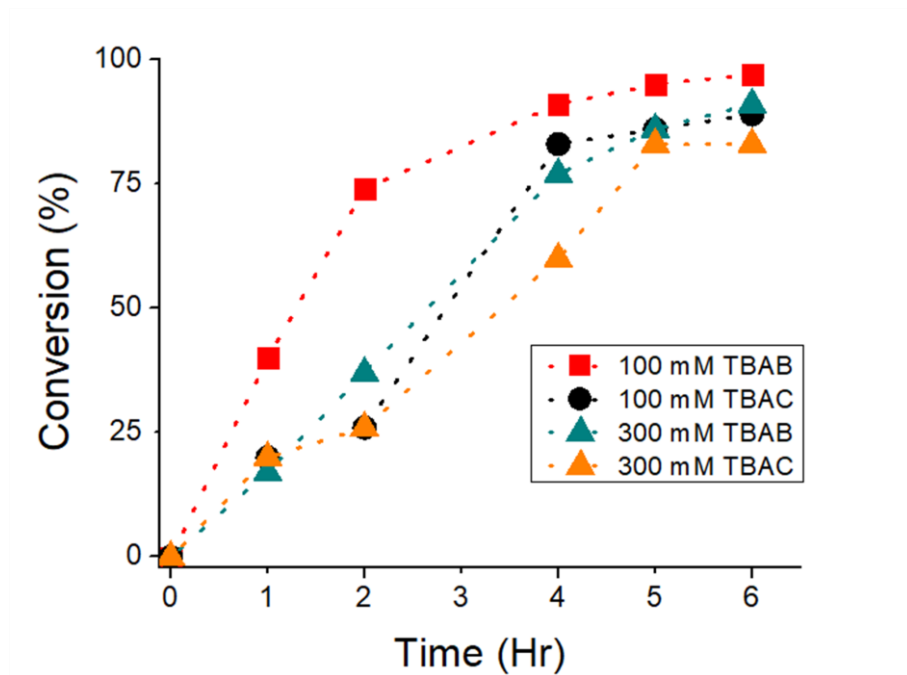 100
75
50
25
0
Conversion (%)
100 mM TBAB
100 mM TBAC
300 mM TBAB
300 mM TBAC
0 1 2 3 4 5 6
Time (Hr)